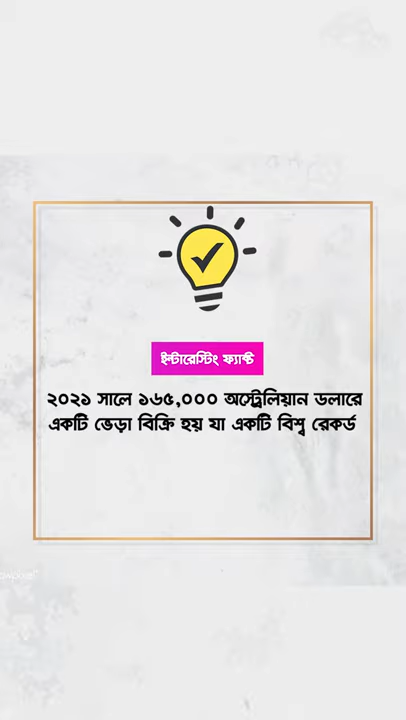 ইন্টারেস্টিং ফ্যাক্ট
২০২১ সালে ১৬৫,০০০ অস্ট্রেলিয়ান ডলারে
একটি ভেড়া বিক্রি হয় যা একটি বিশ্ব রেকর্ড